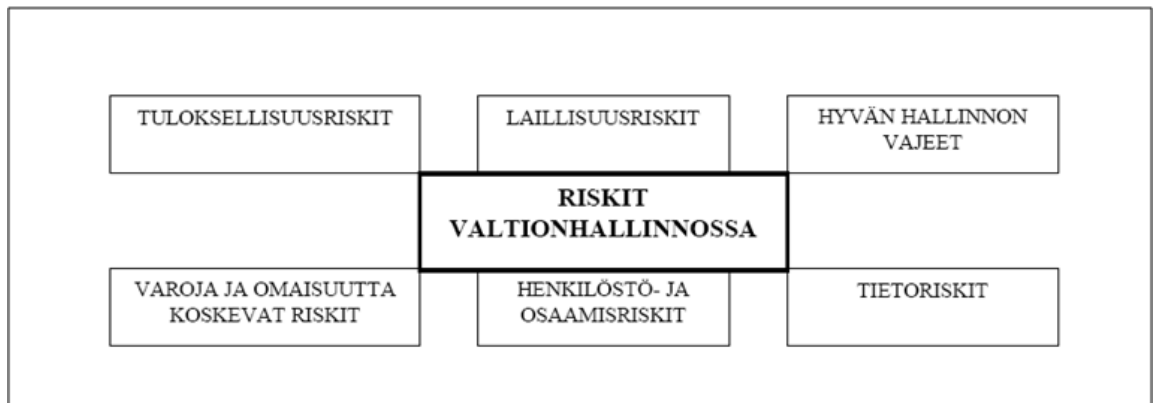 TULOKSELLISUUSRISKIT
LAILLISUUSRISKIT
HYVÄN HALLINNON
VAJEET
RISKIT
VALTIONHALLINNOSSA
VAROJA JA OMAISUUTTA
KOSKEVAT RISKIT
HENKILÖSTÖ- JA
OSAAMISRISKIT
TIETORISKIT